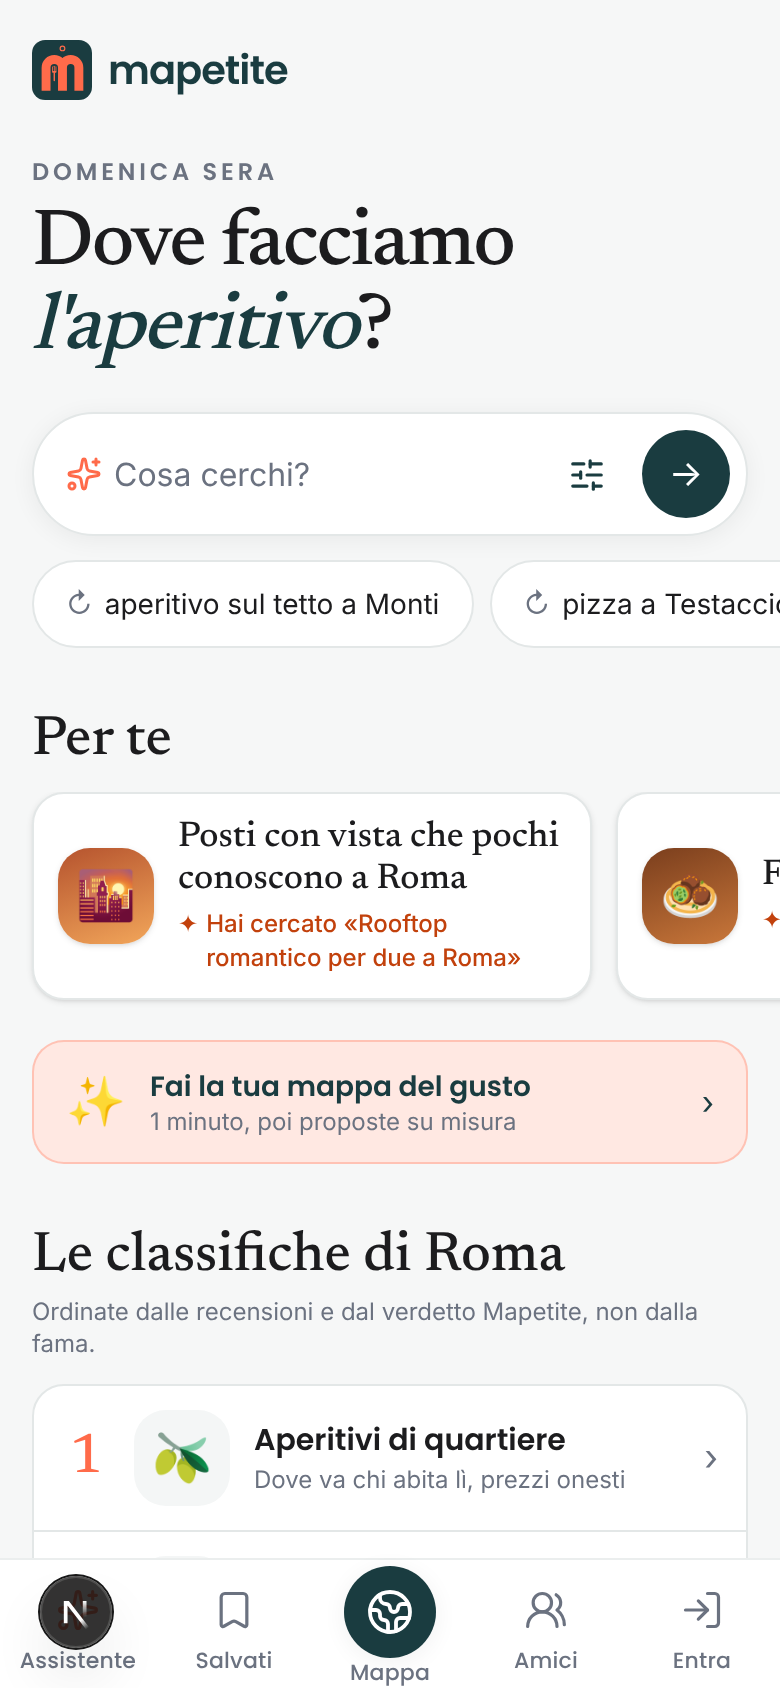 mapetite
DOMENICA SERA
Dove facciamo
l'aperitivo?
Cosa cerchi?
aperitivo sul tetto a Monti
pizza a Testaccio
Per te
Posti con vista che pochi
conoscono a Roma
✦ Hai cercato «Rooftop
romantico per due a Roma»
F
✦
Fai la tua mappa del gusto
1 minuto, poi proposte su misura
Le classifiche di Roma
Ordinate dalle recensioni e dal verdetto Mapetite, non dalla
fama.
1
Aperitivi di quartiere
Dove va chi abita lì, prezzi onesti
N
Assistente
Salvati
Mappa
Amici
Entra